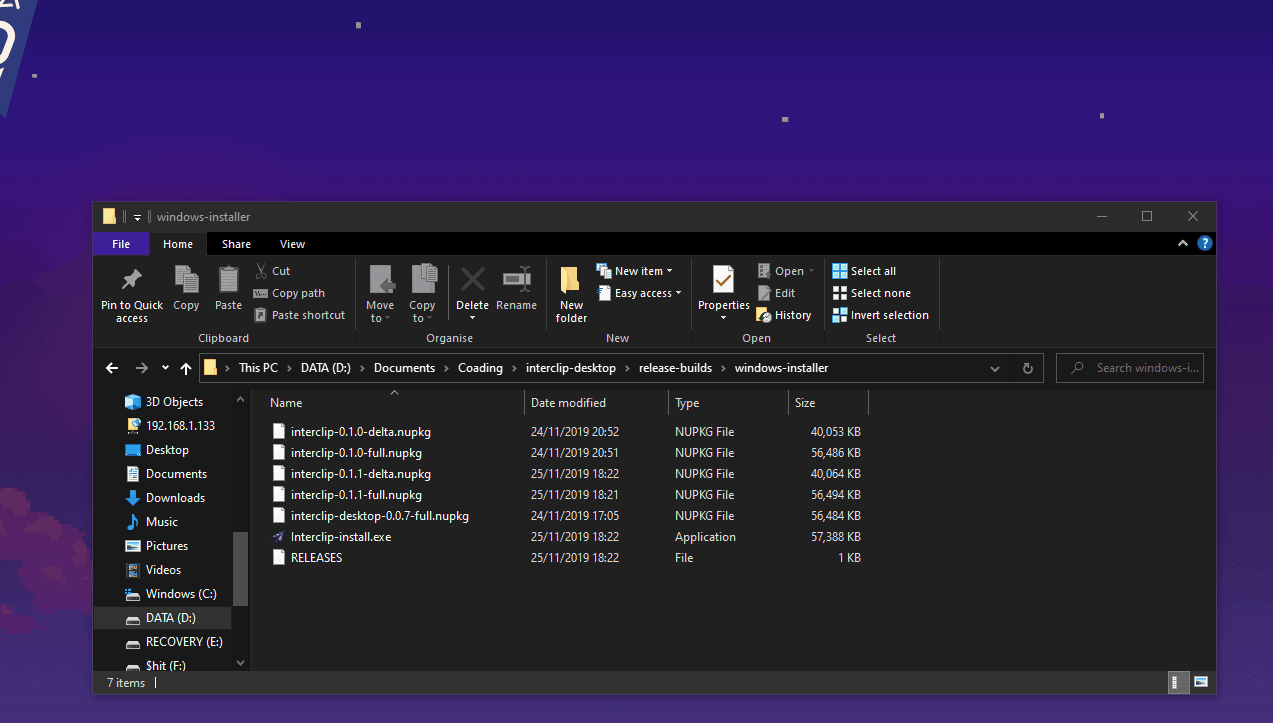 windows-installer
File Home Share View
Pin to Quick access
Copy
Paste
Cut
Copy path
Paste shortcut
Clipboard
Move to
Copy to
Delete
Rename
Organise
New folder
New item
Easy access
New
Properties
Open
Edit
History
Open
Select all
Select none
Invert selection
Select
This PC > DATA (D:) > Documents > Coading > interclip-desktop > release-builds > windows-installer
Search windows-i...
3D Objects
192.168.1.133
Desktop
Documents
Downloads
Music
Pictures
Videos
Windows (C:)
DATA (D:)
RECOVERY (E:)
$hit (F:)
Name Date modified Type Size
interclip-0.1.0-delta.nupkg 24/11/2019 20:52 NUPKG File 40,053 KB
interclip-0.1.0-full.nupkg 24/11/2019 20:51 NUPKG File 56,486 KB
interclip-0.1.1-delta.nupkg 25/11/2019 18:22 NUPKG File 40,064 KB
interclip-0.1.1-full.nupkg 25/11/2019 18:21 NUPKG File 56,494 KB
interclip-desktop-0.0.7-full.nupkg 24/11/2019 17:05 NUPKG File 56,484 KB
Interclip-install.exe 25/11/2019 18:22 Application 57,388 KB
RELEASES 25/11/2019 18:22 File 1 KB
7 items